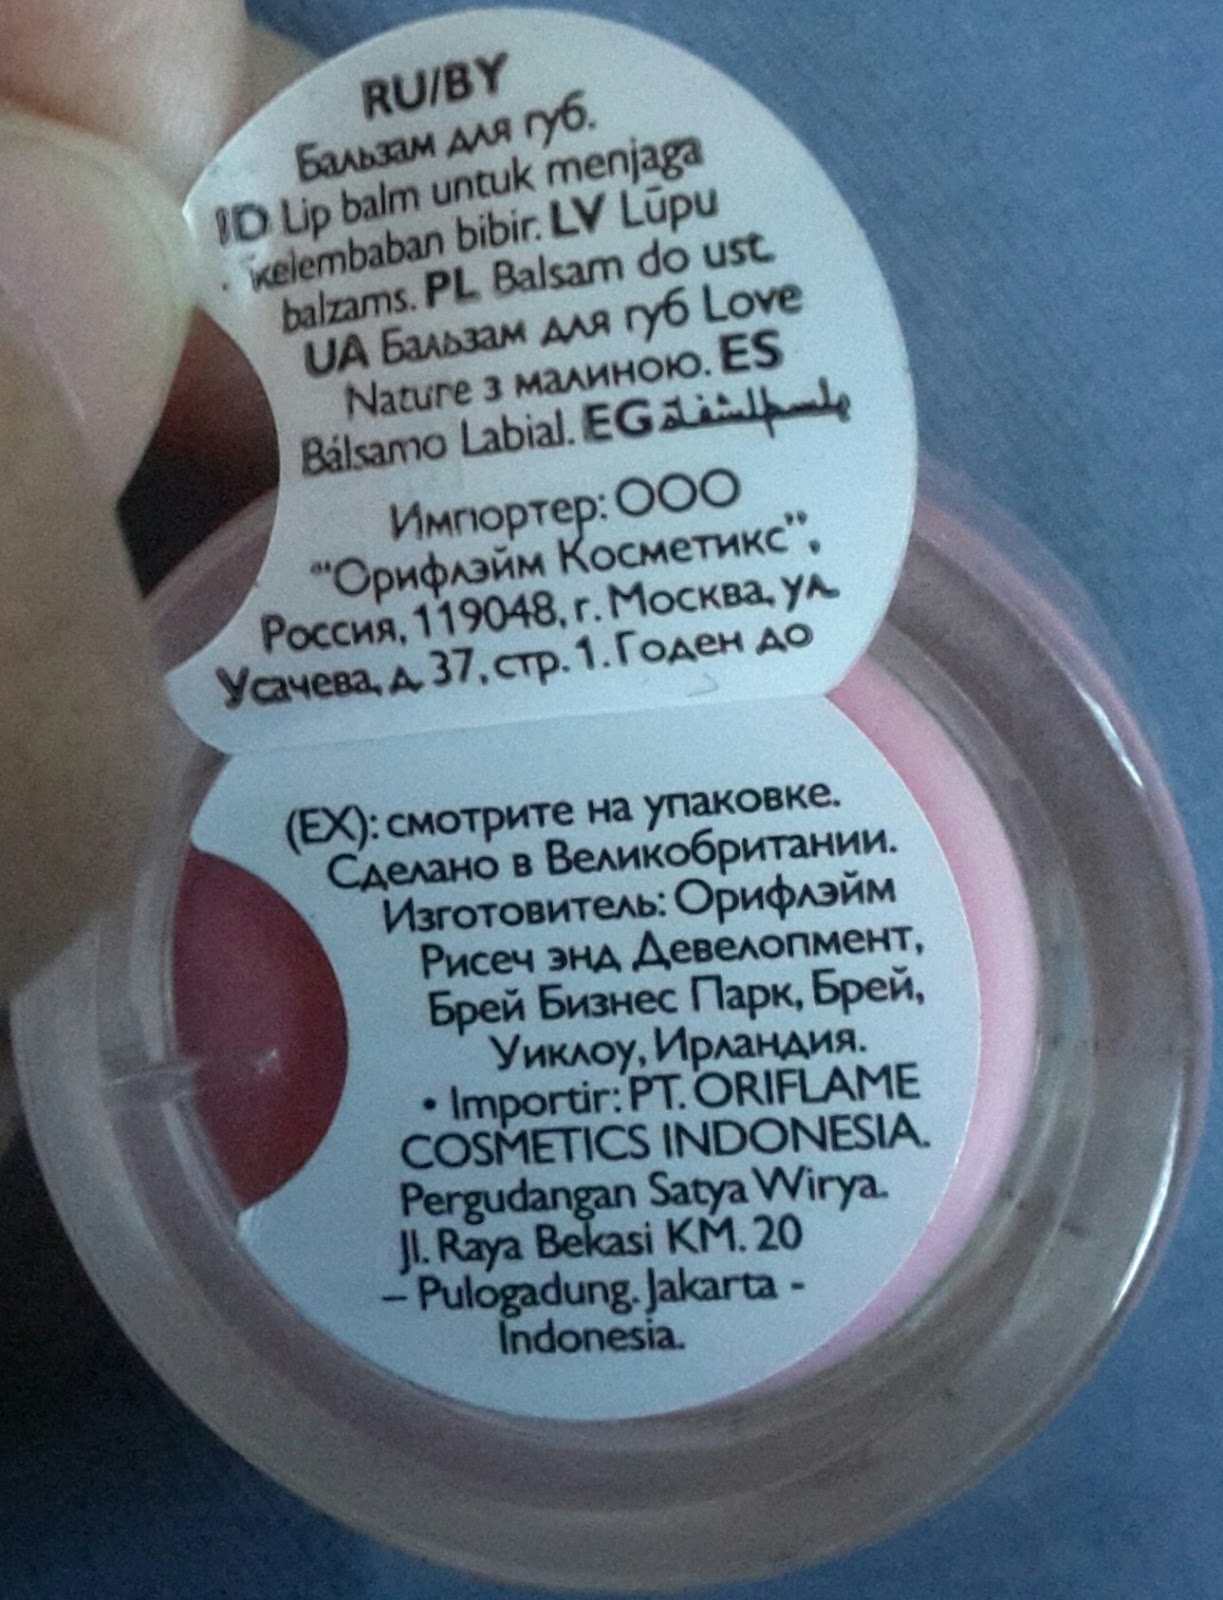 RU/BY
Бальзам для губ.
ID Lip balm untuk menjaga
kelembaban bibir. LV Lūpu
balzams. PL Balsam do ust.
UA Бальзам для губ Love
Nature з малиною. ES
Bálsamo Labial. EG بلسم الشفاة
Импортер: ООО
“Орифлэйм Косметикс”,
Россия, 119048, г. Москва, ул.
Усачева, д. 37, стр. 1. Годен до
(EX): смотрите на упаковке.
Сделано в Великобритании.
Изготовитель: Орифлэйм
Рисеч энд Девелопмент,
Брей Бизнес Парк, Брей,
Уиклоу, Ирландия.
• Importir: PT. ORIFLAME
COSMETICS INDONESIA.
Pergudangan Satya Wirya.
Jl. Raya Bekasi KM. 20
– Pulogadung. Jakarta -
Indonesia.